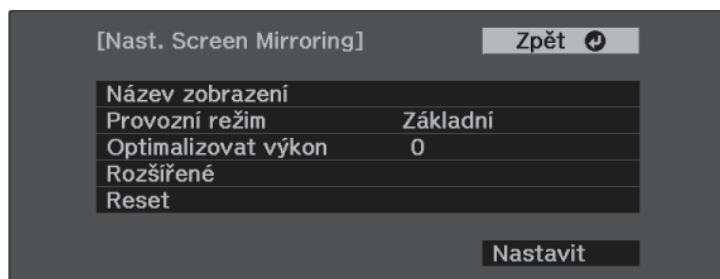 [Nast. Screen Mirroring] Zpět
Název zobrazení
Provozní režim Základní
Optimalizovat výkon 0
Rozšířené
Reset
Nastavit